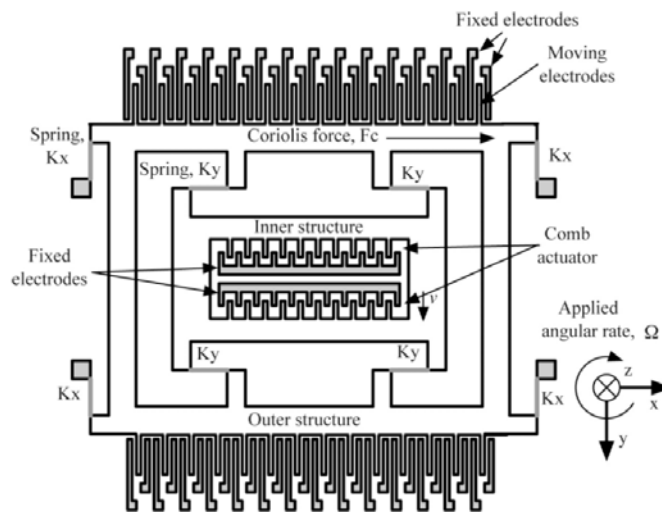 Fixed electrodes
Moving
electrodes
Spring,
Kx
Coriolis force, Fc
Kx
Spring, Ky
Ky
Inner structure
Fixed
electrodes
Comb
actuator
v
Applied
angular rate, Ω
Ky
Ky
Kx
Kx
z
x
y
Outer structure